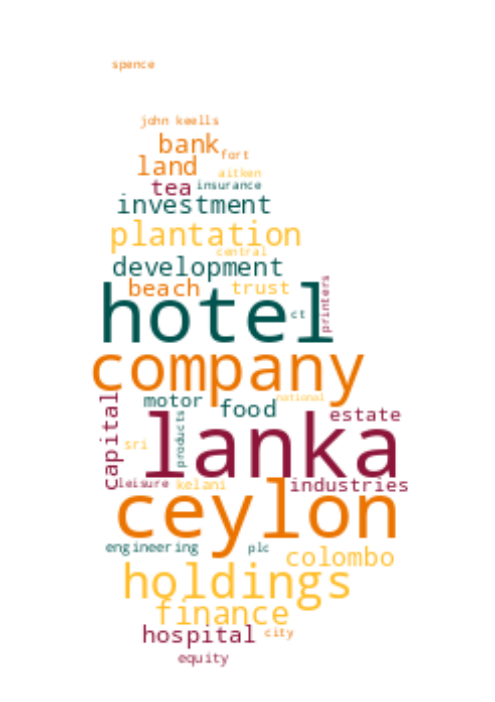 spence
john keells
bank
fort
land
aitken
tea
insurance
investment
plantation
central
development
beach
trust
printers
hotel
ct
company
motor
national
food
capital
products
estate
lanka
sri
leisure
kelani
industries
ceylon
engineering
plc
colombo
holdings
finance
hospital
city
equity